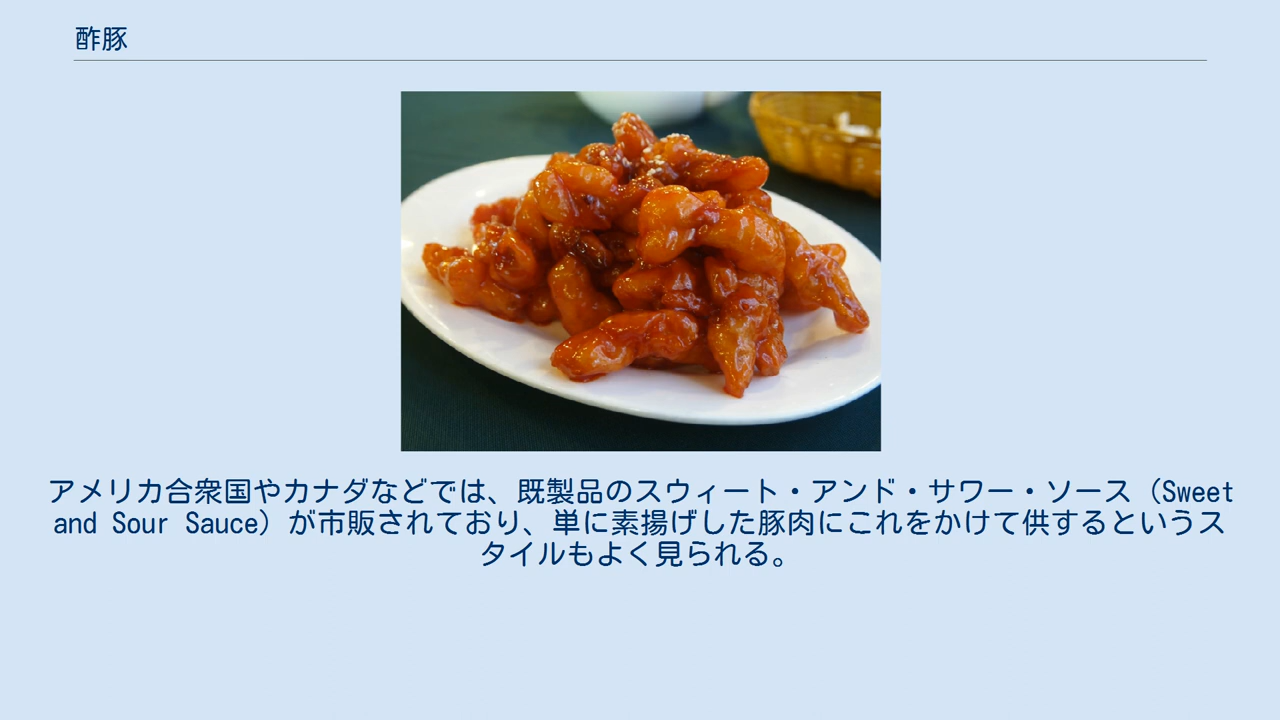 酢豚
アメリカ合衆国やカナダなどでは、既製品のスウィート・アンド・サワー・ソース（Sweet
and Sour Sauce）が市販されており、単に素揚げした豚肉にこれをかけて供するというス
タイルもよく見られる。